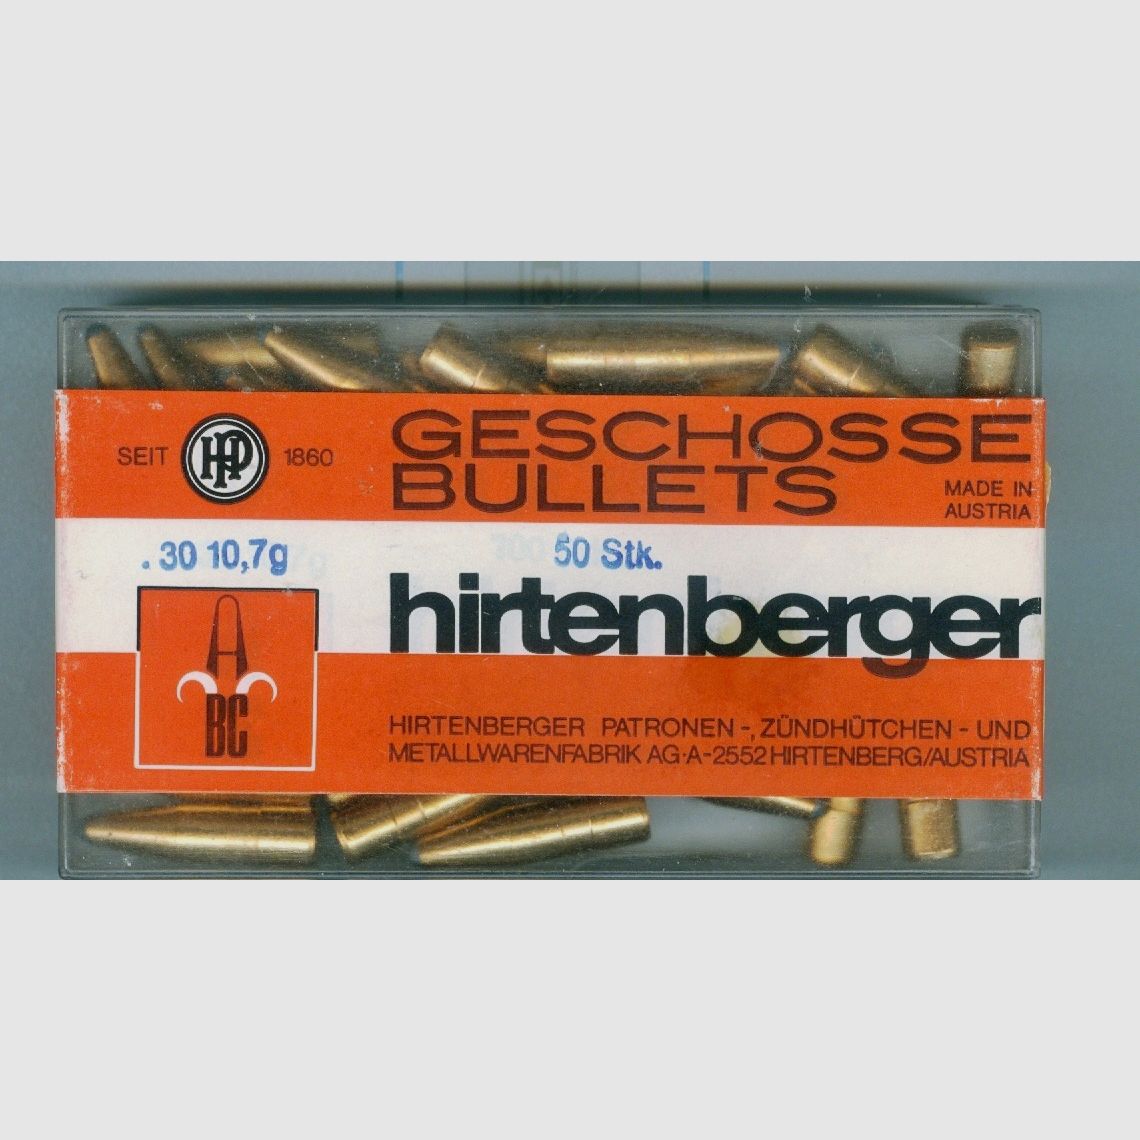 SEIT HP 1860
GESCHOSSE
BULLETS
MADE IN
AUSTRIA
. 30 10,7g
50 Stk.
hirtenberger
A
BC
HIRTENBERGER PATRONEN-, ZÜNDHÜTCHEN - UND
METALLWARENFABRIK AG·A-2552 HIRTENBERG/AUSTRIA